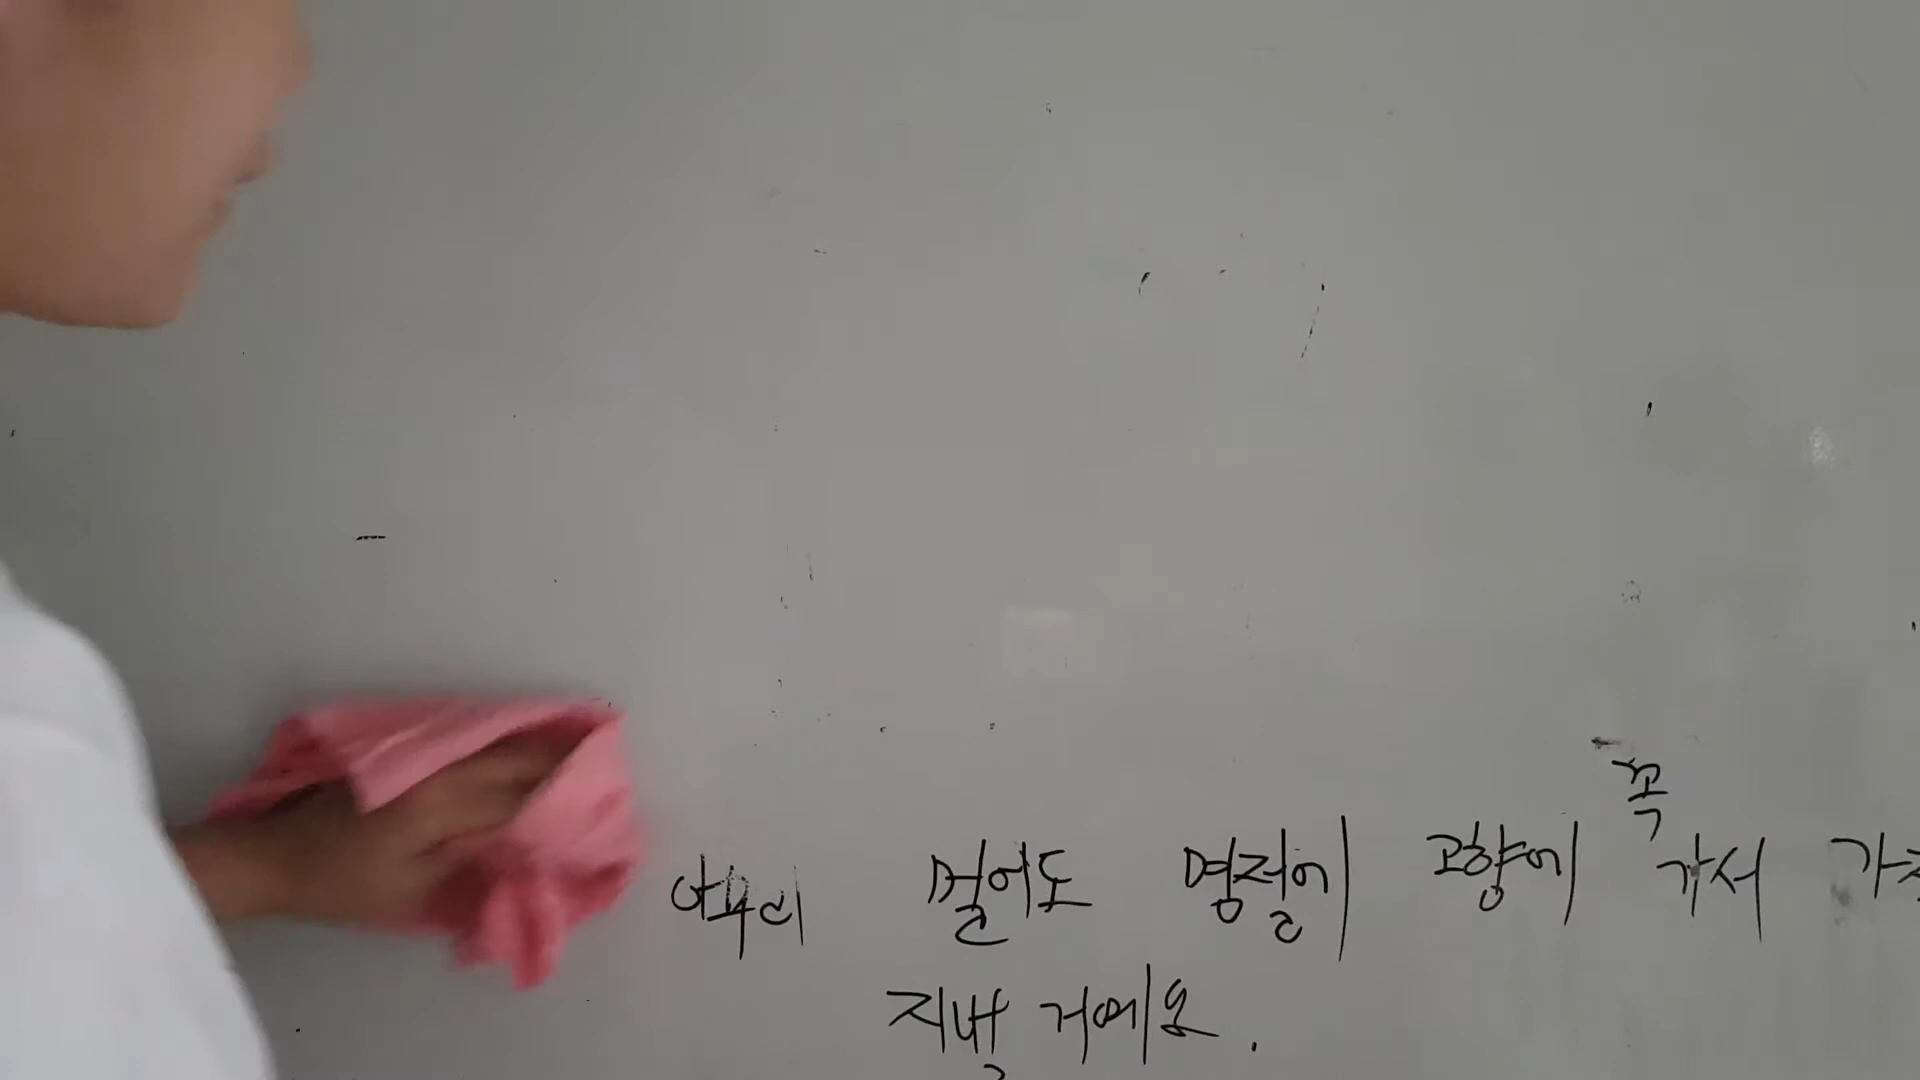 꼭
아무리 멀어도 명절에 고향에 가서 가
지낼 거예요.